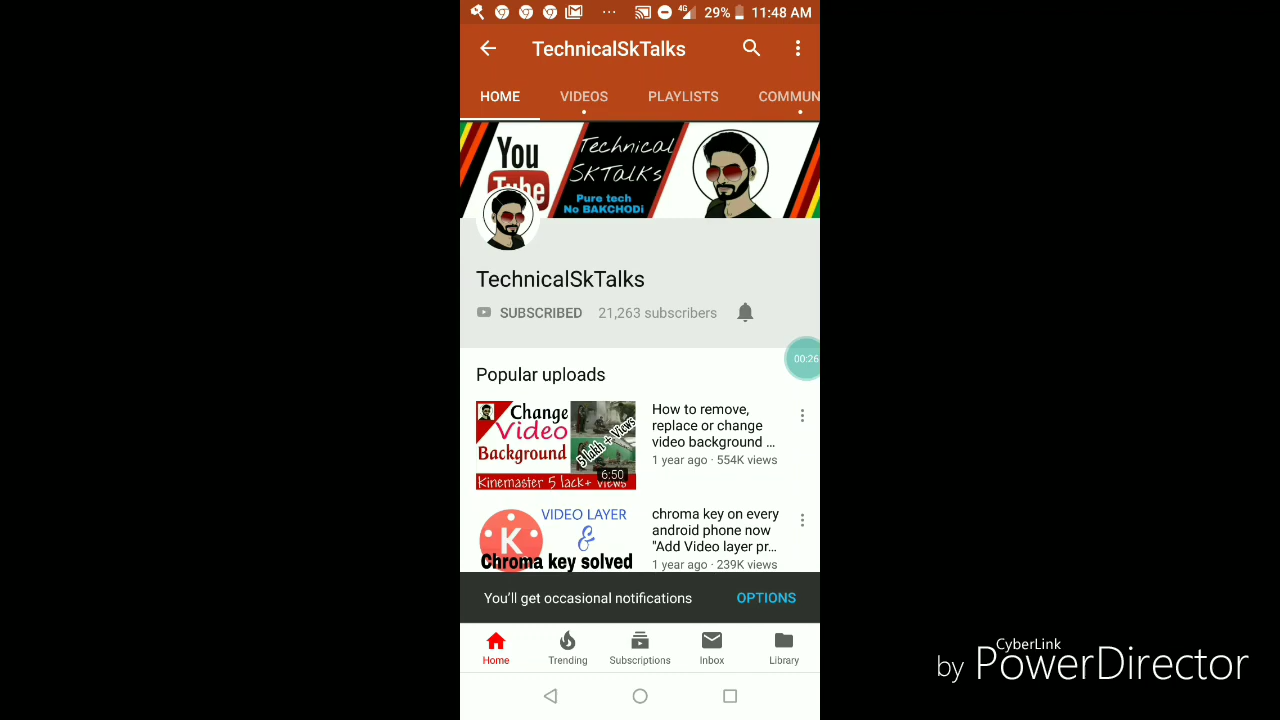 29% 11:48 AM
4G
TechnicalSkTalks
HOME VIDEOS PLAYLISTS COMMUN
You
Tube
Technical
SKTalks
Pure tech
No BAKCHODi
TechnicalSkTalks
SUBSCRIBED 21,263 subscribers
00:26
Popular uploads
Change
Video
Background
5 lakh + Views
6:50
Kinemaster 5 lack+ views
How to remove,
replace or change
video background ...
1 year ago · 554K views
VIDEO LAYER
&
K
Chroma key solved
chroma key on every
android phone now
"Add Video layer pr...
1 year ago · 239K views
You'll get occasional notifications OPTIONS
Home Trending Subscriptions Inbox Library
CyberLink
by PowerDirector